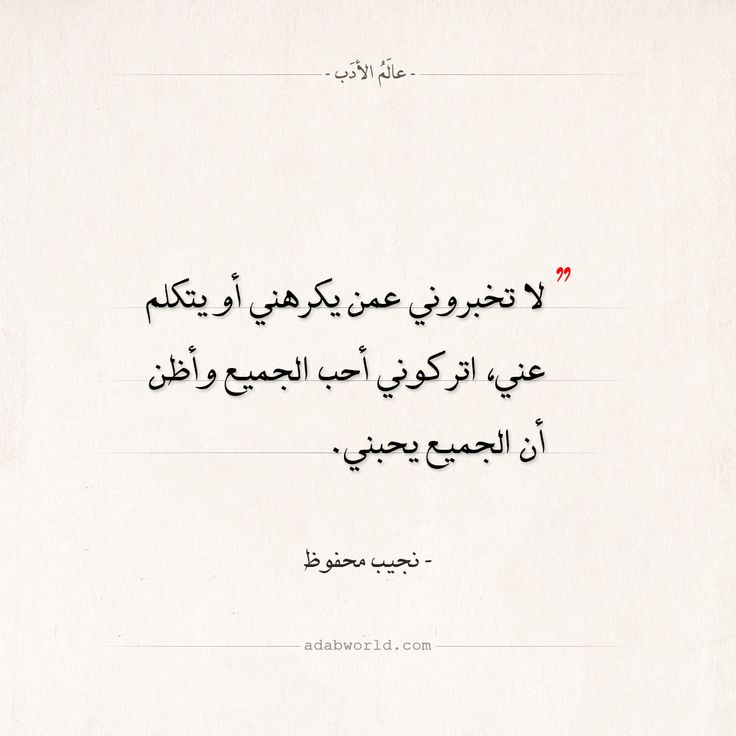 - عالَمُ الأدَب -
” لا تخبروني عمن يكرهني أو يتكلم
عني، اتركوني أحب الجميع وأظن
أن الجميع يحبني.
- نجيب محفوظ
adabworld.com